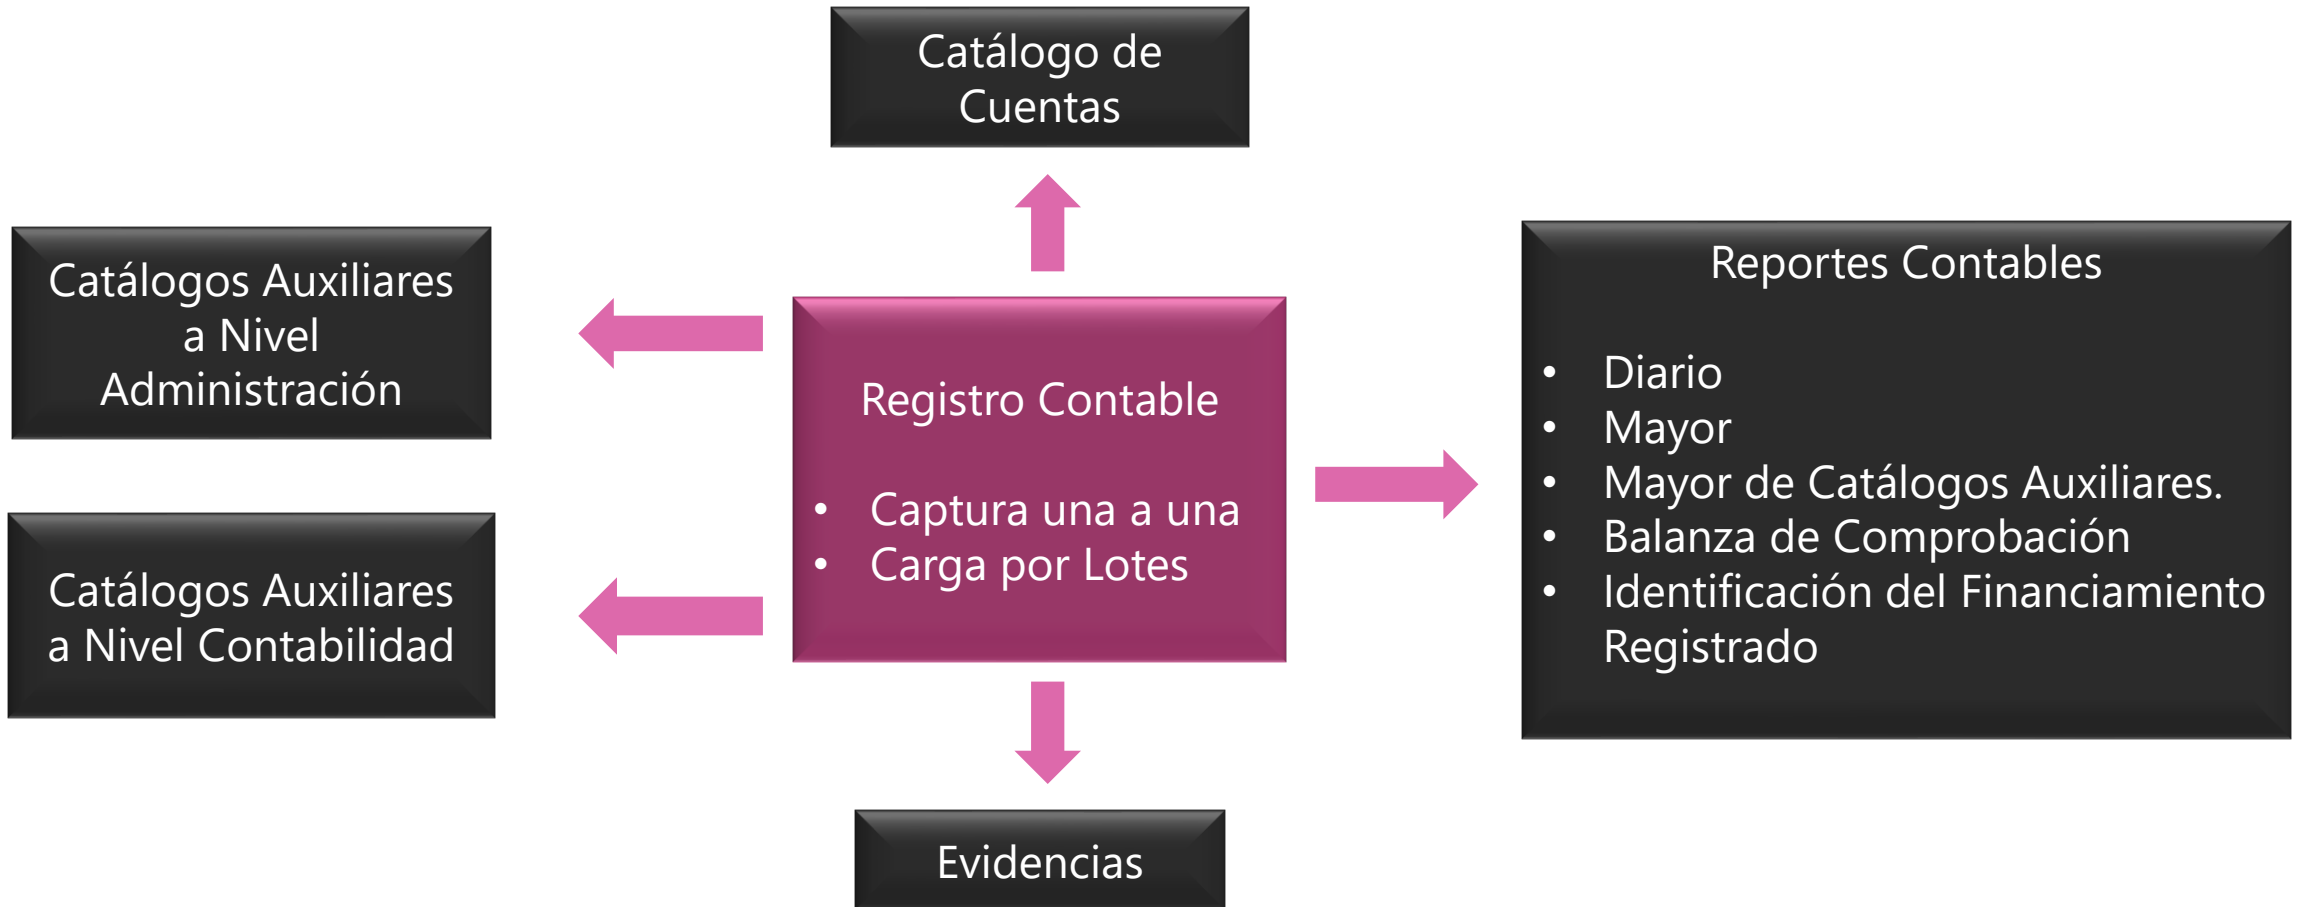 Catálogo de
Cuentas
Catálogos Auxiliares
a Nivel
Administración
Catálogos Auxiliares
a Nivel Contabilidad
Registro Contable
• Captura una a una
• Carga por Lotes
Reportes Contables
• Diario
• Mayor
• Mayor de Catálogos Auxiliares.
• Balanza de Comprobación
• Identificación del Financiamiento
Registrado
Evidencias